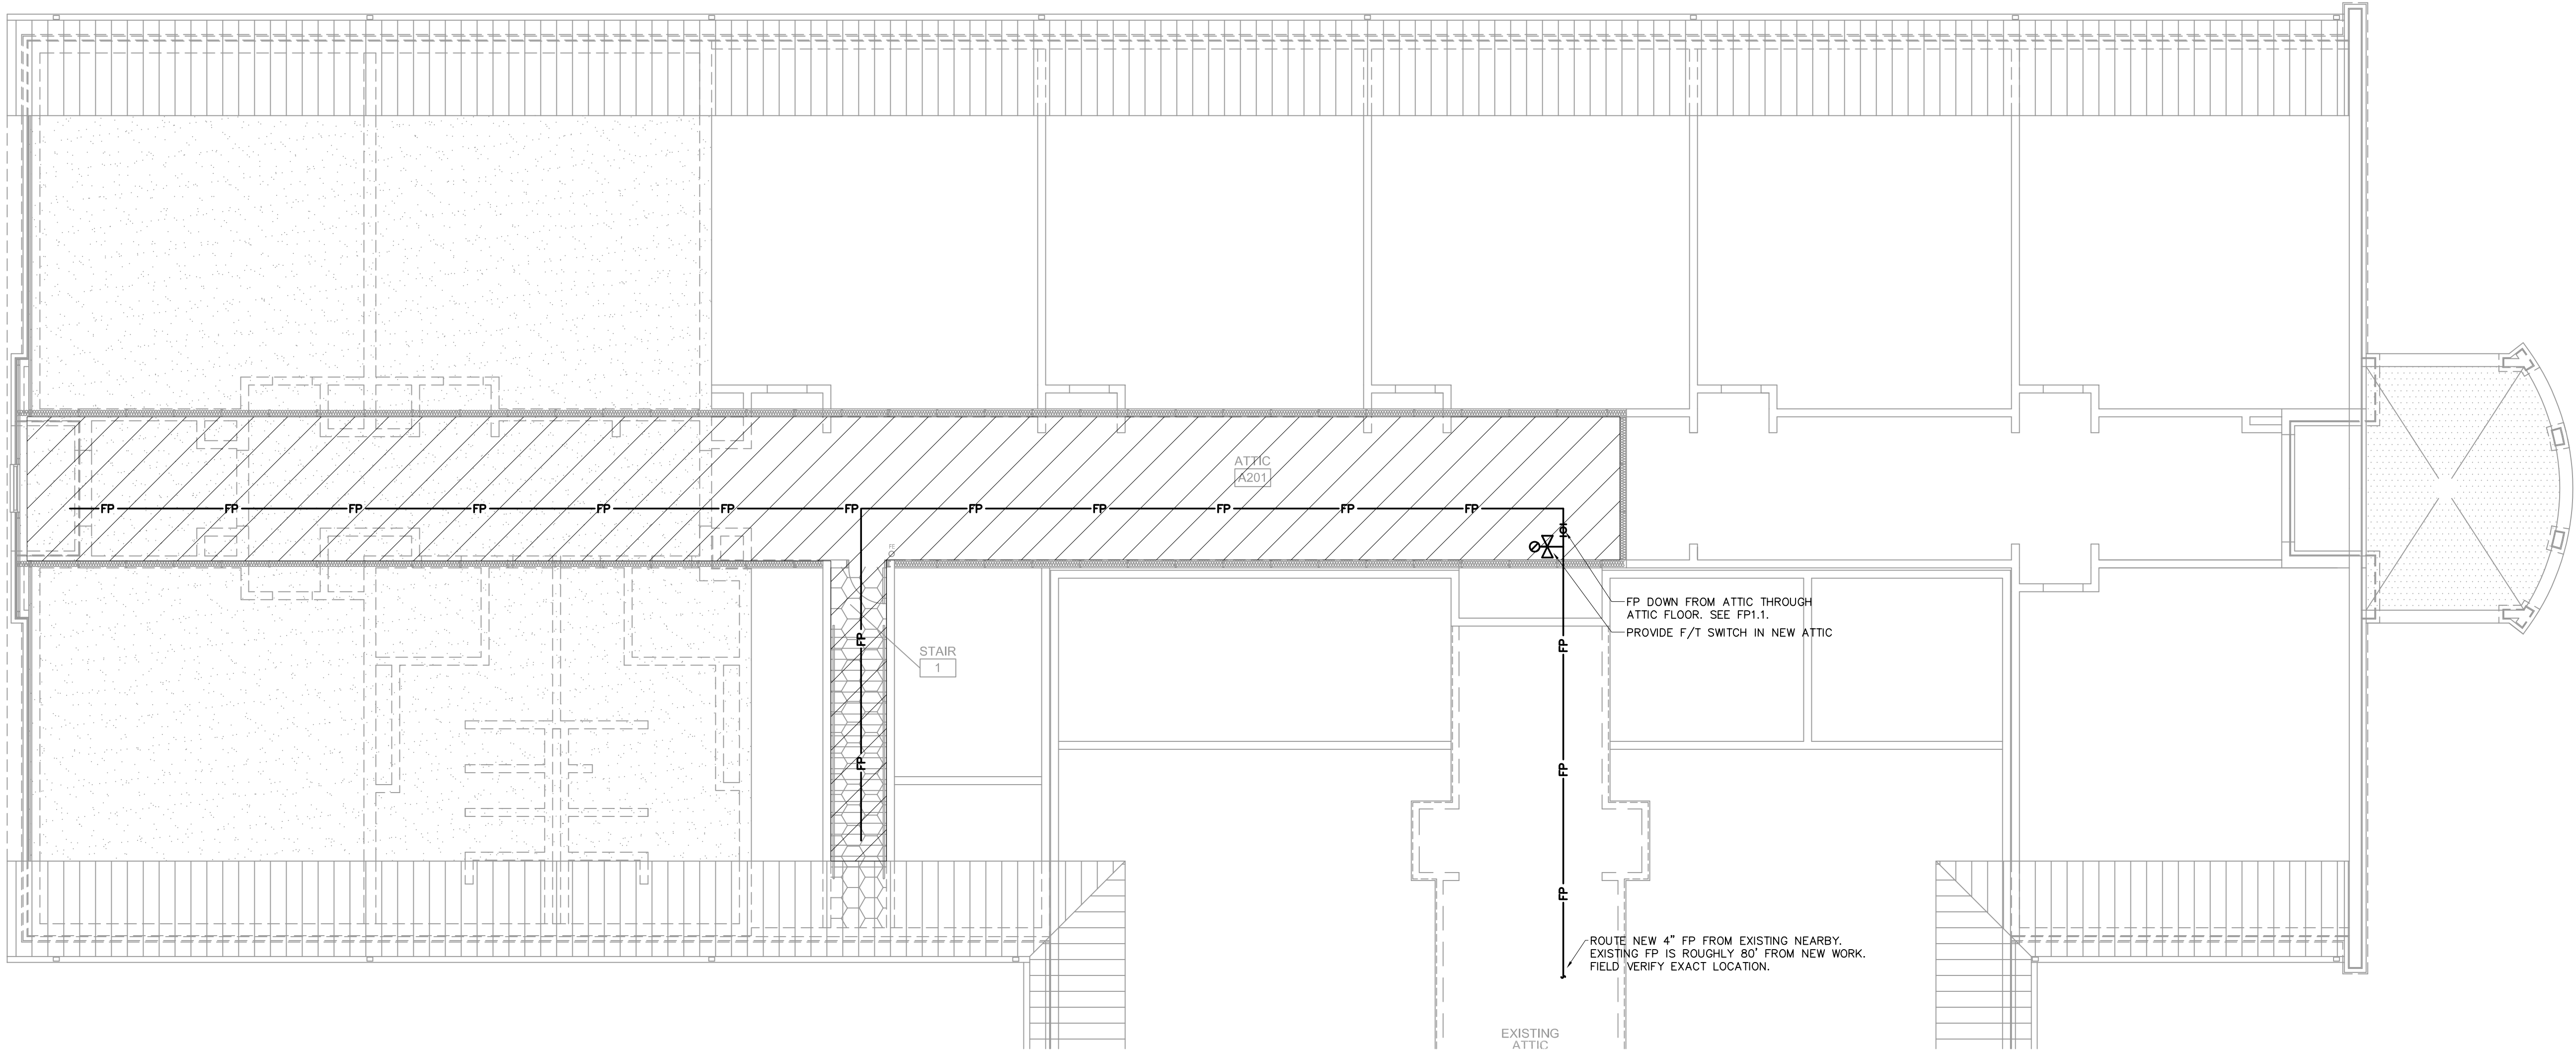 ATTIC
A201
FP FP FP FP FP FP FP FP FP FP FP FP
FE
FP DOWN FROM ATTIC THROUGH
ATTIC FLOOR. SEE FP1.1.
PROVIDE F/T SWITCH IN NEW ATTIC
FP
FP
STAIR
1
FP
FP
FP
ROUTE NEW 4" FP FROM EXISTING NEARBY.
EXISTING FP IS ROUGHLY 80' FROM NEW WORK.
FIELD VERIFY EXACT LOCATION.
EXISTING
ATTIC